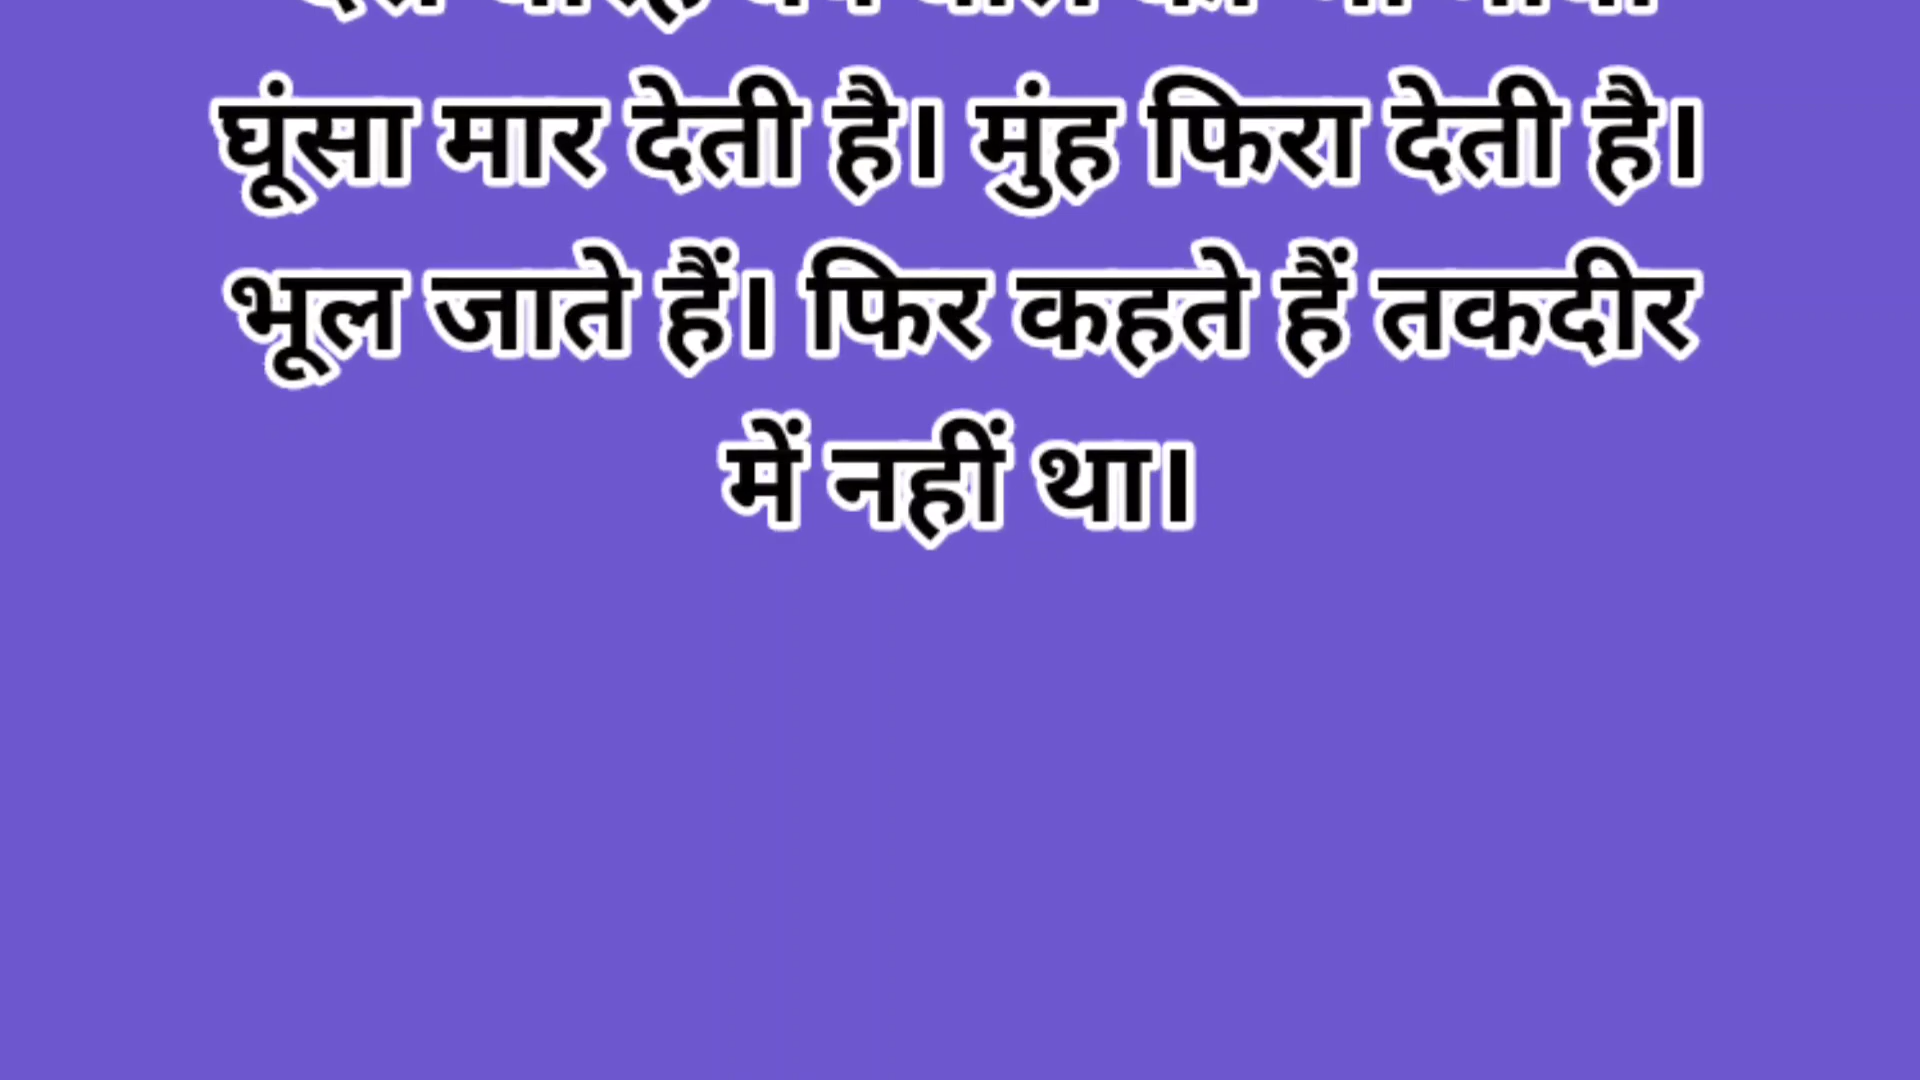 घूंसा मार देती है। मुंह फिरा देती है।
भूल जाते हैं। फिर कहते हैं तकदीर
में नहीं था।